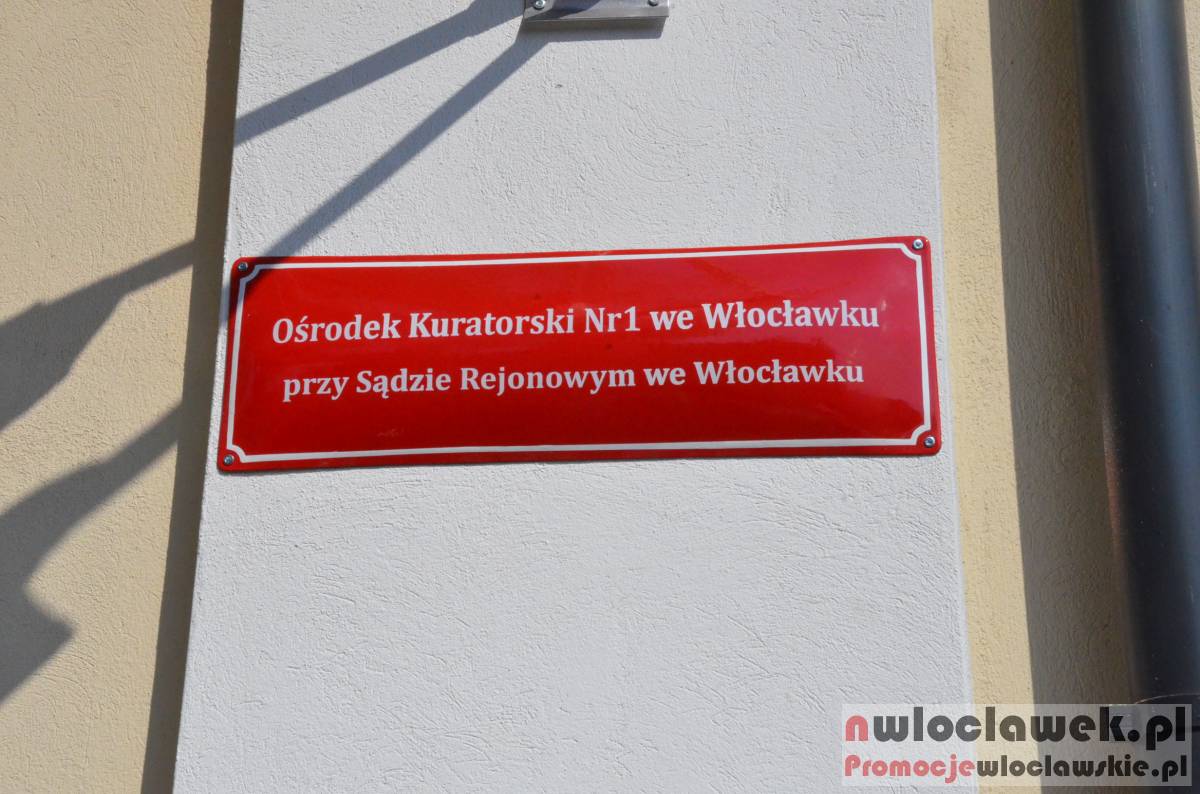 Ośrodek Kuratorski Nr1 we Włocławku
przy Sądzie Rejonowym we Włocławku
nwloclawek.pl
Promocjewloclawskie.pl